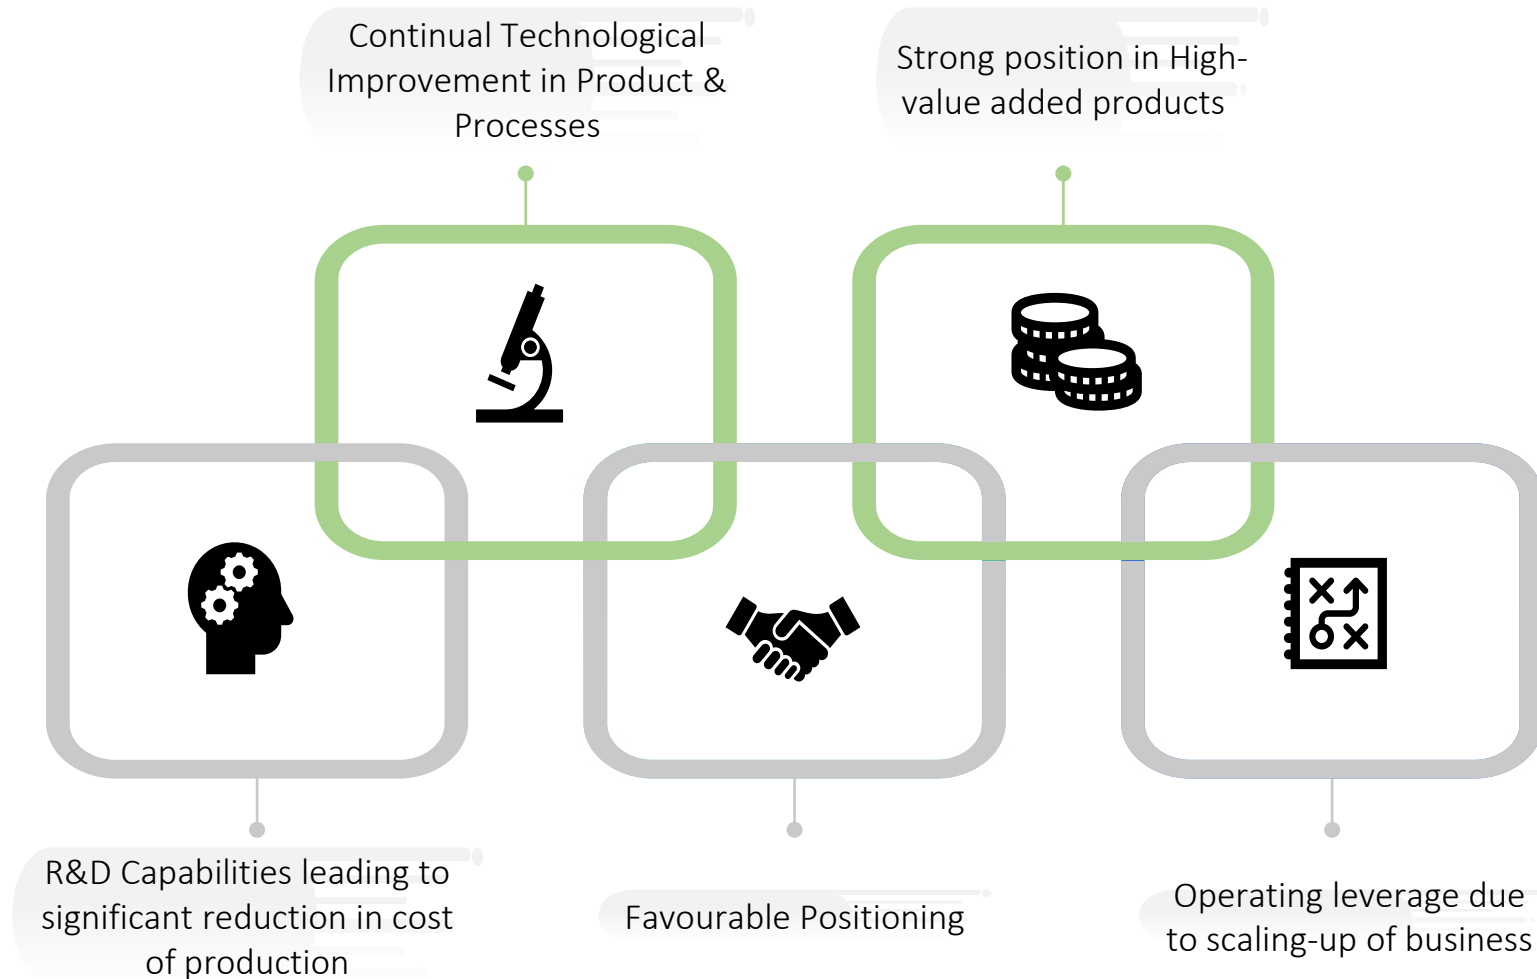 Continual Technological
Improvement in Product &
Processes
Strong position in High-
value added products
R&D Capabilities leading to
significant reduction in cost
of production
Favourable Positioning
Operating leverage due
to scaling-up of business